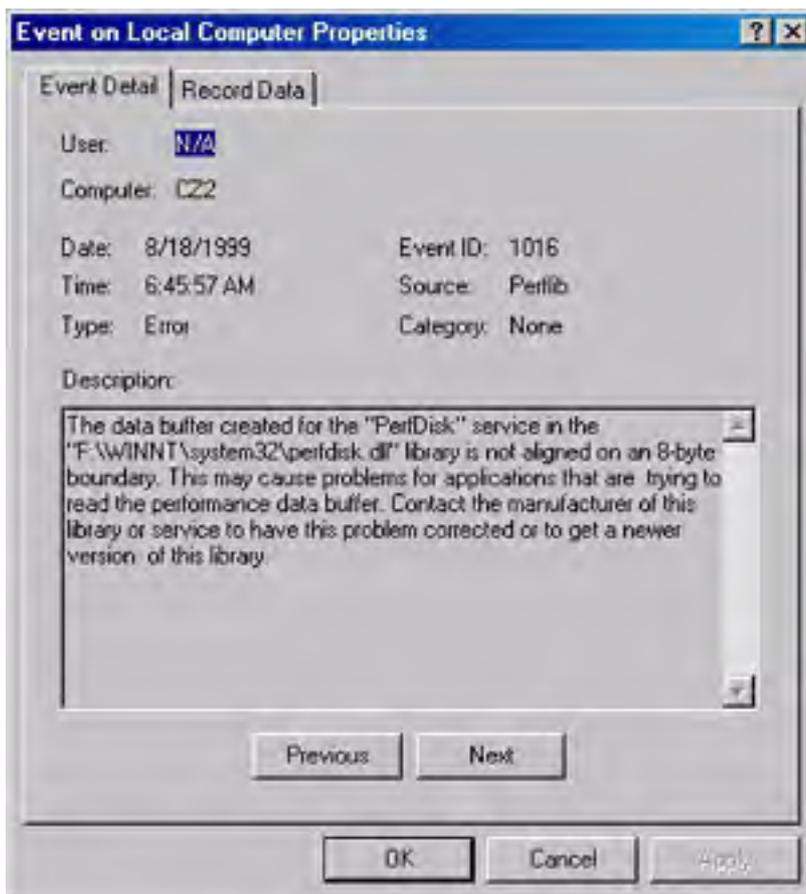 Event on Local Computer Properties
Event Detail
Record Data
User: N/A
Computer: CZ2
Date: 8/18/1999
Event ID: 1016
Time: 6:45:57 AM
Source: Perflib
Type: Error
Category: None
Description:
The data buffer created for the "PerfDisk" service in the
"F:\WINNT\system32\perfdisk.dll" library is not aligned on an 8-byte
boundary. This may cause problems for applications that are trying to
read the performance data buffer. Contact the manufacturer of this
library or service to have this problem corrected or to get a newer
version of this library.
Previous
Next
OK
Cancel
Apply